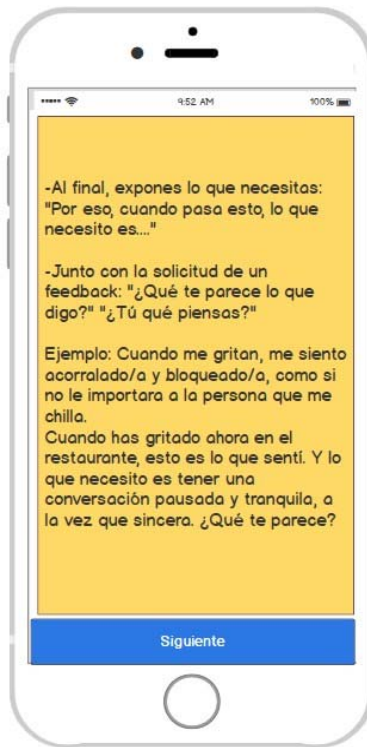 9:52 AM
100%
-Al final, expones lo que necesitas:
"Por eso, cuando pasa esto, lo que
necesito es...."
-Junto con la solicitud de un
feedback: "¿Qué te parece lo que
digo?" "¿Tú qué piensas?"
Ejemplo: Cuando me gritan, me siento
acorralado/a y bloqueado/a, como si
no le importara a la persona que me
chilla.
Cuando has gritado ahora en el
restaurante, esto es lo que sentí. Y lo
que necesito es tener una
conversación pausada y tranquila, a
la vez que sincera. ¿Qué te parece?
Siguiente